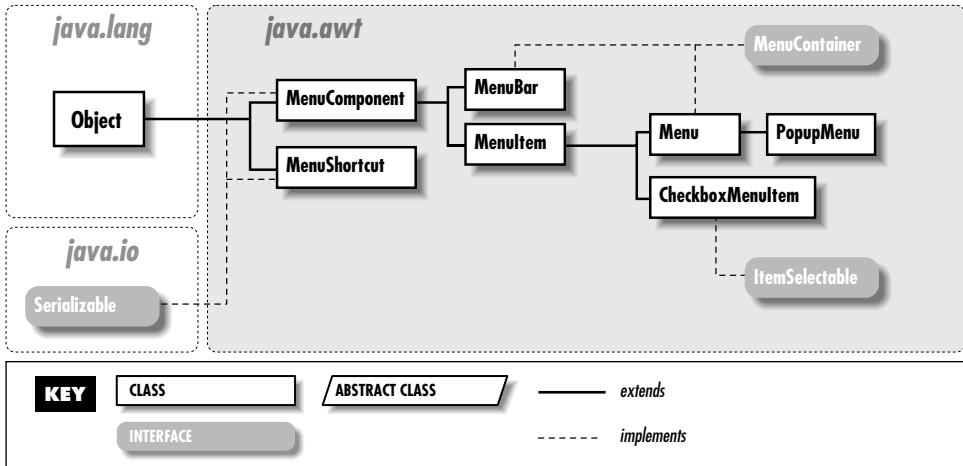 java.lang
java.awt
MenuContainer
Object
MenuComponent
MenuBar
MenuItem
Menu
PopupMenu
MenuShortcut
CheckboxMenuItem
java.io
Serializable
ItemSelectable
KEY
CLASS
ABSTRACT CLASS
extends
INTERFACE
implements